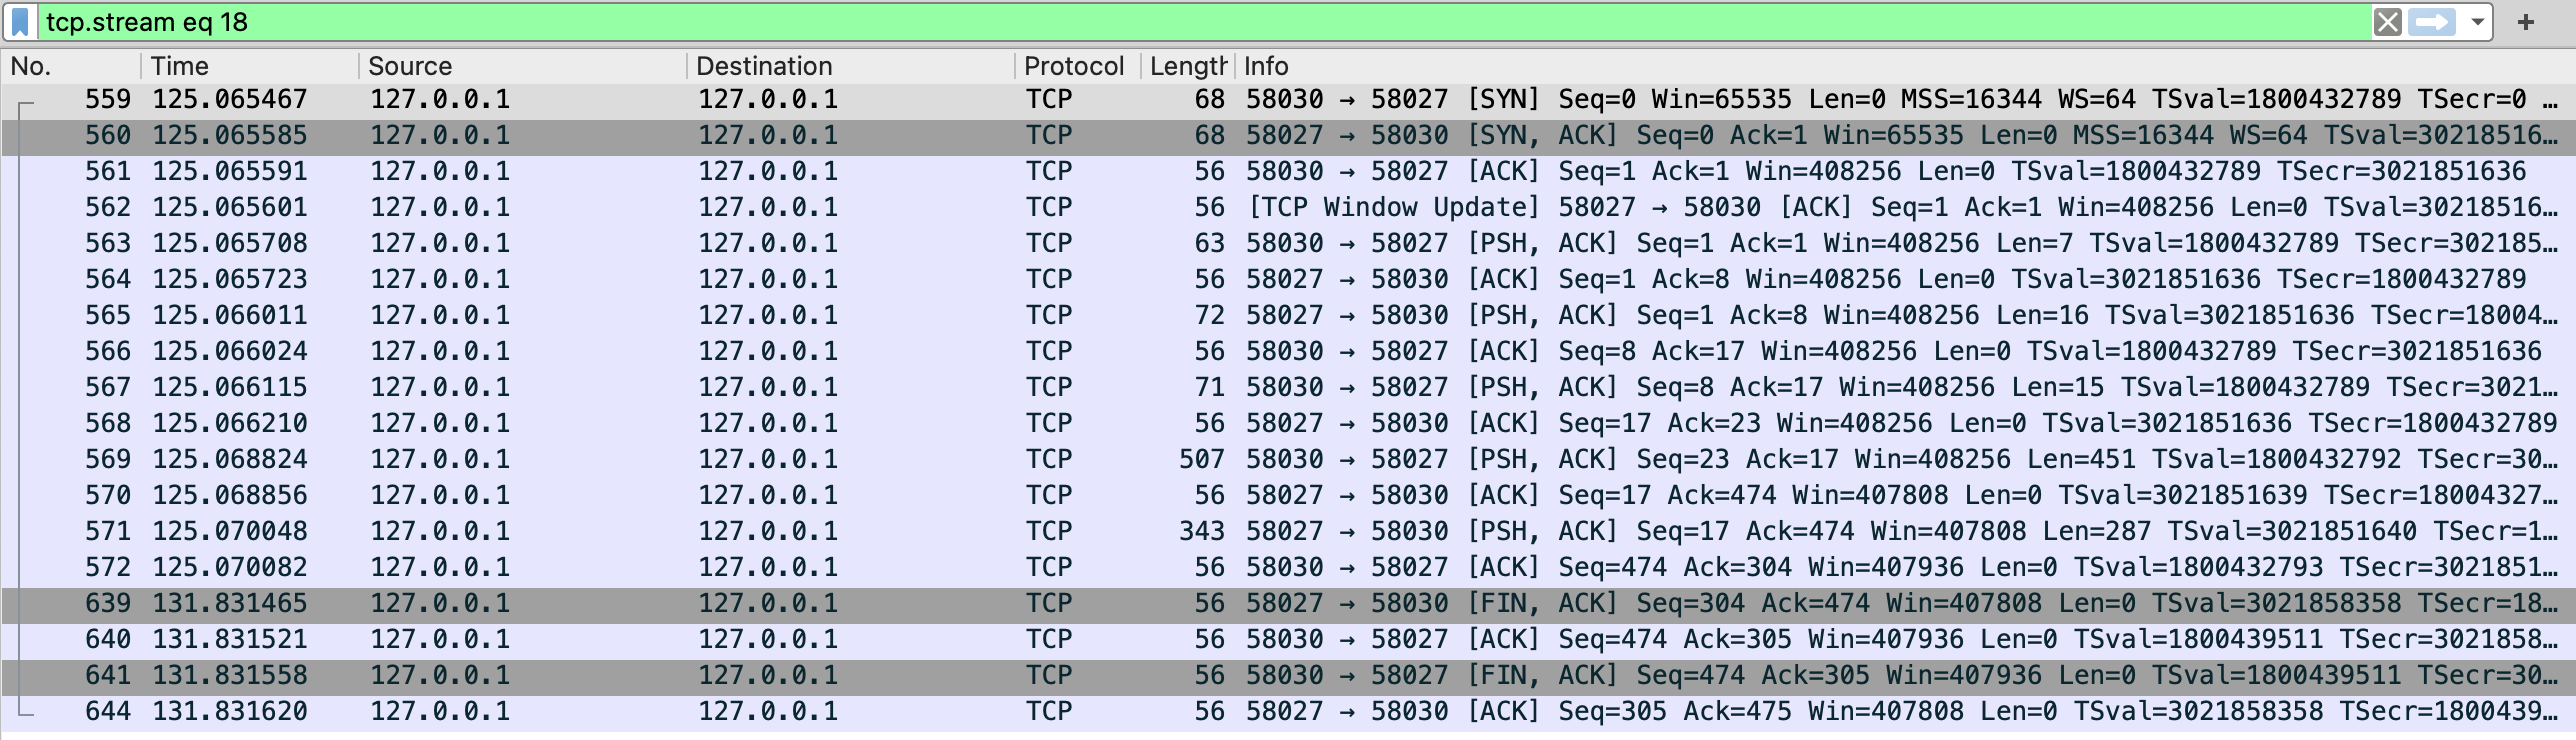 tcp.stream eq 18
No. Time Source Destination Protocol Length Info
559 125.065467 127.0.0.1 127.0.0.1 TCP 68 58030 → 58027 [SYN] Seq=0 Win=65535 Len=0 MSS=16344 WS=64 TSval=1800432789 TSecr=0 …
560 125.065585 127.0.0.1 127.0.0.1 TCP 68 58027 → 58030 [SYN, ACK] Seq=0 Ack=1 Win=65535 Len=0 MSS=16344 WS=64 TSval=30218516…
561 125.065591 127.0.0.1 127.0.0.1 TCP 56 58030 → 58027 [ACK] Seq=1 Ack=1 Win=408256 Len=0 TSval=1800432789 TSecr=3021851636
562 125.065601 127.0.0.1 127.0.0.1 TCP 56 [TCP Window Update] 58027 → 58030 [ACK] Seq=1 Ack=1 Win=408256 Len=0 TSval=30218516…
563 125.065708 127.0.0.1 127.0.0.1 TCP 63 58030 → 58027 [PSH, ACK] Seq=1 Ack=1 Win=408256 Len=7 TSval=1800432789 TSecr=302185…
564 125.065723 127.0.0.1 127.0.0.1 TCP 56 58027 → 58030 [ACK] Seq=1 Ack=8 Win=408256 Len=0 TSval=3021851636 TSecr=1800432789
565 125.066011 127.0.0.1 127.0.0.1 TCP 72 58027 → 58030 [PSH, ACK] Seq=1 Ack=8 Win=408256 Len=16 TSval=3021851636 TSecr=18004…
566 125.066024 127.0.0.1 127.0.0.1 TCP 56 58030 → 58027 [ACK] Seq=8 Ack=17 Win=408256 Len=0 TSval=1800432789 TSecr=3021851636
567 125.066115 127.0.0.1 127.0.0.1 TCP 71 58030 → 58027 [PSH, ACK] Seq=8 Ack=17 Win=408256 Len=15 TSval=1800432789 TSecr=3021…
568 125.066210 127.0.0.1 127.0.0.1 TCP 56 58027 → 58030 [ACK] Seq=17 Ack=23 Win=408256 Len=0 TSval=3021851636 TSecr=1800432789
569 125.068824 127.0.0.1 127.0.0.1 TCP 507 58030 → 58027 [PSH, ACK] Seq=23 Ack=17 Win=408256 Len=451 TSval=1800432792 TSecr=30…
570 125.068856 127.0.0.1 127.0.0.1 TCP 56 58027 → 58030 [ACK] Seq=17 Ack=474 Win=407808 Len=0 TSval=3021851639 TSecr=18004327…
571 125.070048 127.0.0.1 127.0.0.1 TCP 343 58027 → 58030 [PSH, ACK] Seq=17 Ack=474 Win=407808 Len=287 TSval=3021851640 TSecr=1…
572 125.070082 127.0.0.1 127.0.0.1 TCP 56 58030 → 58027 [ACK] Seq=474 Ack=304 Win=407936 Len=0 TSval=1800432793 TSecr=3021851…
639 131.831465 127.0.0.1 127.0.0.1 TCP 56 58027 → 58030 [FIN, ACK] Seq=304 Ack=474 Win=407808 Len=0 TSval=3021858358 TSecr=18…
640 131.831521 127.0.0.1 127.0.0.1 TCP 56 58030 → 58027 [ACK] Seq=474 Ack=305 Win=407936 Len=0 TSval=1800439511 TSecr=3021858…
641 131.831558 127.0.0.1 127.0.0.1 TCP 56 58030 → 58027 [FIN, ACK] Seq=474 Ack=305 Win=407936 Len=0 TSval=1800439511 TSecr=30…
644 131.831620 127.0.0.1 127.0.0.1 TCP 56 58027 → 58030 [ACK] Seq=305 Ack=475 Win=407808 Len=0 TSval=3021858358 TSecr=1800439…